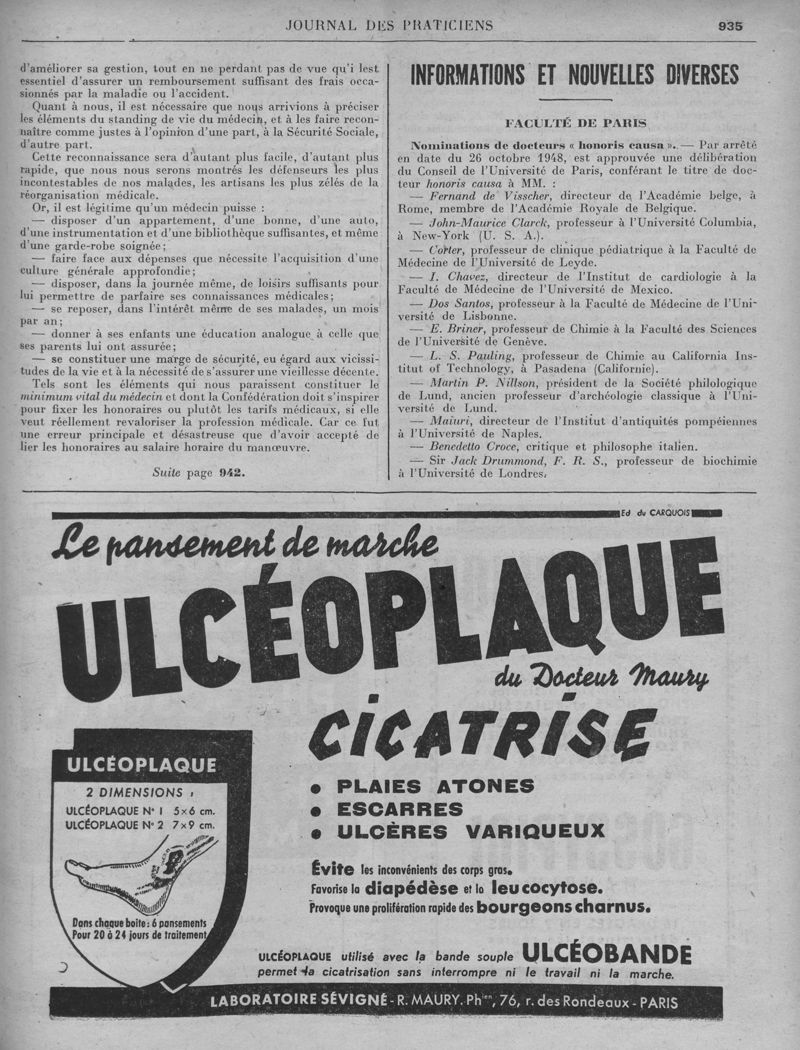 JOURNAL DES PRATICIENS
935
d'améliorer sa gestion, tout en ne perdant pas de vue qu'i lest
essentiel d'assurer un remboursement suffisant des frais occa-
sionnés par la maladie ou l'accident.
Quant à nous, il est nécessaire que nous arrivions à préciser
les éléments du standing de vie du médecin, et à les faire recon-
naître comme justes à l'opinion d'une part, à la Sécurité Sociale,
d'autre part.
Cette reconnaissance sera d'autant plus facile, d'autant plus
rapide, que nous nous serons montrés les défenseurs les plus
incontestables de nos malades, les artisans les plus zélés de la
réorganisation médicale.
Or, il est légitime qu'un médecin puisse :
— disposer d'un appartement, d'une bonne, d'une auto,
d'une instrumentation et d'une bibliothèque suffisantes, et même
d'une garde-robe soignée ;
— faire face aux dépenses que nécessite l'acquisition d'une
culture générale approfondie ;
— disposer, dans la journée même, de loisirs suffisants pour
lui permettre de parfaire ses connaissances médicales ;
— se reposer, dans l'intérêt même de ses malades, un mois
par an ;
— donner à ses enfants une éducation analogue à celle que
ses parents lui ont assurée ;
— se constituer une marge de sécurité, eu égard aux vicissi-
tudes de la vie et à la nécessité de s'assurer une vieillesse décente.
Tels sont les éléments qui nous paraissent constituer le
minimum vital du médecin et dont la Confédération doit s'inspirer
pour fixer les honoraires ou plutôt les tarifs médicaux, si elle
veut réellement revaloriser la profession médicale. Car ce fut
une erreur principale et désastreuse que d'avoir accepté de
lier les honoraires au salaire horaire du manœuvre.
Suite page 942.
INFORMATIONS ET NOUVELLES DIVERSES
FACULTÉ DE PARIS
Nominations de docteurs « honoris causa ». — Par arrêté
en date du 26 octobre 1948, est approuvée une délibération
du Conseil de l'Université de Paris, conférant le titre de doc-
teur honoris causa à MM. :
— Fernand de Visscher, directeur de l'Académie belge, à
Rome, membre de l'Académie Royale de Belgique.
— John-Maurice Clarck, professeur à l'Université Columbia,
à New-York (U. S. A.).
— Corter, professeur de clinique pédiatrique à la Faculté de
Médecine de l'Université de Leyde.
— I. Chavez, directeur de l'Institut de cardiologie à la
Faculté de Médecine de l'Université de Mexico.
— Dos Santos, professeur à la Faculté de Médecine de l'Uni-
versité de Lisbonne.
— E. Briner, professeur de Chimie à la Faculté des Sciences
de l'Université de Genève.
— L. S. Pauling, professeur de Chimie au California Ins-
titut of Technology, à Pasadena (Californie).
— Martin P. Nillson, président de la Société philologique
de Lund, ancien professeur d'archéologie classique à l'Uni-
versité de Lund.
— Maiuri, directeur de l'Institut d'antiquités pompéiennes
à l'Université de Naples.
— Benedetto Croce, critique et philosophe italien.
— Sir Jack Drummond, F. R. S., professeur de biochimie
à l'Université de Londres.
Ed du CARQUOIS
Le pansement de marche
ULCÉOPLAQUE
du Docteur Maury
CICATRISE
• PLAIES ATONES
• ESCARRES
• ULCÈRES VARIQUEUX
ULCÉOPLAQUE
2 DIMENSIONS :
ULCÉOPLAQUE N° 1 5x6 cm.
ULCÉOPLAQUE N° 2 7x9 cm.
Dans chaque boite : 6 pansements
Pour 20 à 24 jours de traitement
Évite les inconvénients des corps gras.
Favorise la diapédèse et la leucocytose.
Provoque une prolifération rapide des bourgeons charnus.
ULCÉOPLAQUE utilisé avec la bande souple ULCÉOBANDE
permet la cicatrisation sans interrompre ni le travail ni la marche.
LABORATOIRE SÉVIGNÉ - R. MAURY. Phien, 76, r. des Rondeaux - PARIS